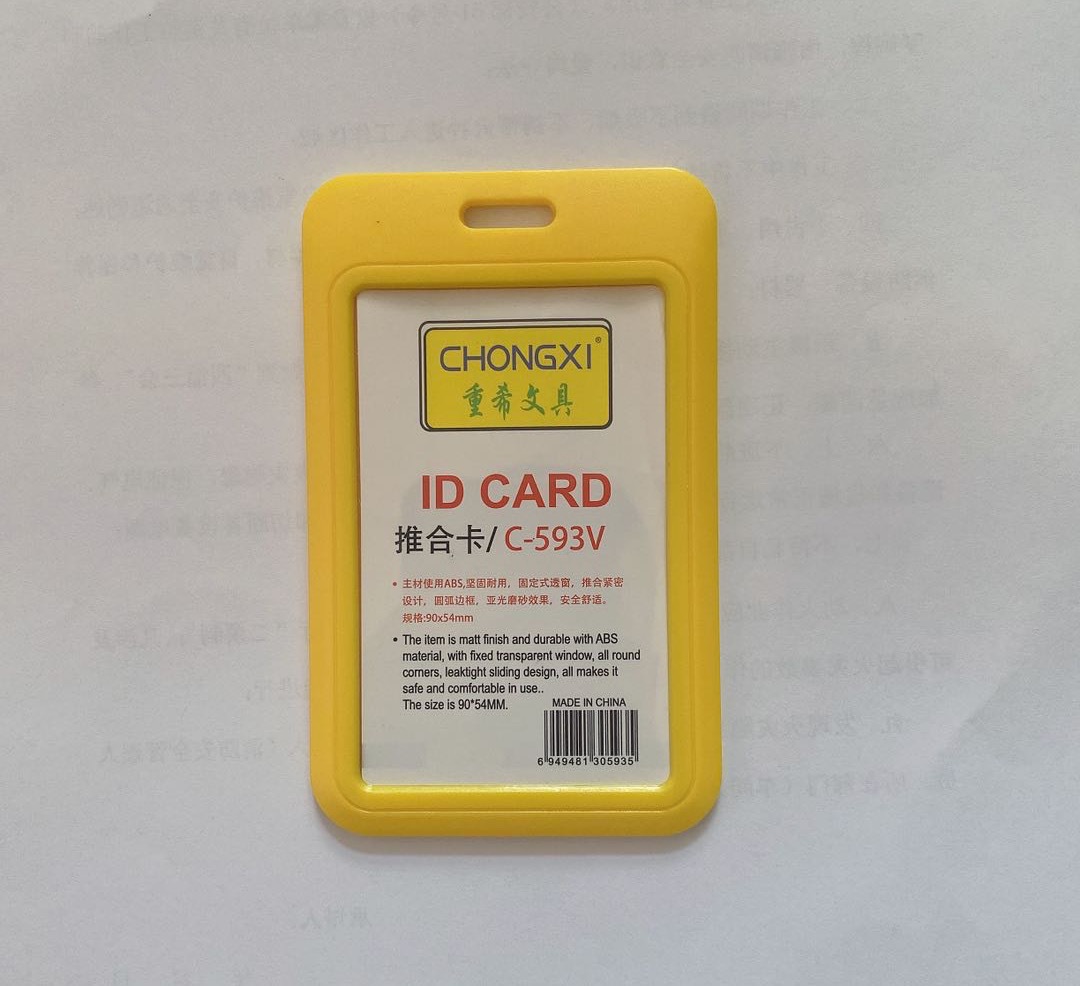 CHONGXI®
重希文具
ID CARD
推合卡/ C-593V
• 主材使用ABS,坚固耐用，固定式透窗，推合紧密
设计，圆弧边框，亚光磨砂效果，安全舒适。
规格:90x54mm
• The item is matt finish and durable with ABS
material, with fixed transparent window, all round
corners, leaktight sliding design, all makes it
safe and comfortable in use..
The size is 90*54MM.
MADE IN CHINA
6 949481 305935